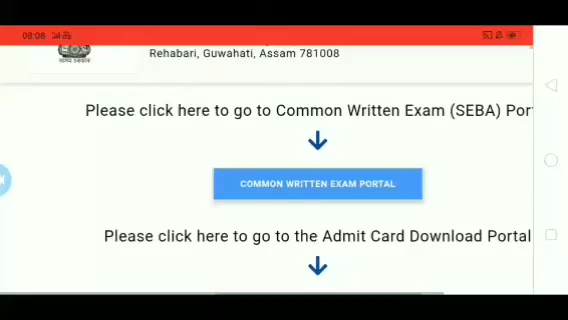 08:08
Rehabari, Guwahati, Assam 781008
Please click here to go to Common Written Exam (SEBA) Por
COMMON WRITTEN EXAM PORTAL
Please click here to go to the Admit Card Download Portal